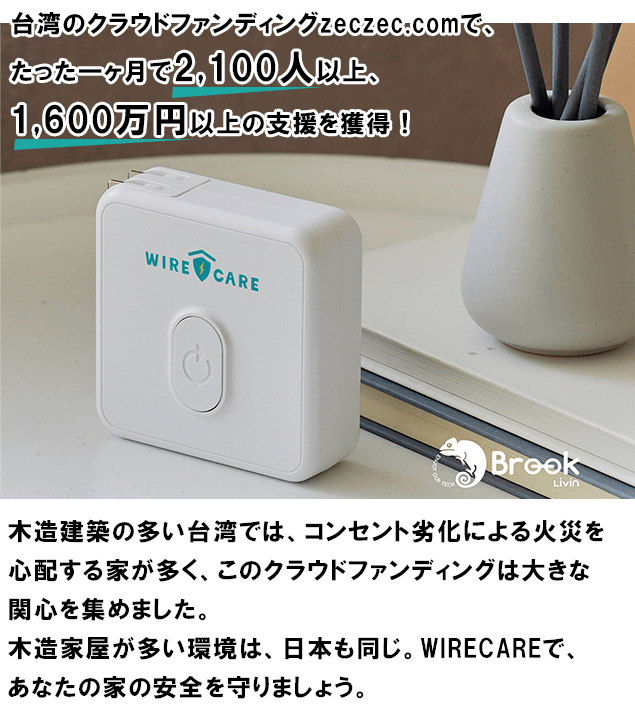 台湾のクラウドファンディングzeczec.comで、
たった一ヶ月で2,100人以上、
1,600万円以上の支援を獲得！
WIRE CARE
Brook
Livin
木造建築の多い台湾では、コンセント劣化による火災を
心配する家が多く、このクラウドファンディングは大きな
関心を集めました。
木造家屋が多い環境は、日本も同じ。WIRECAREで、
あなたの家の安全を守りましょう。